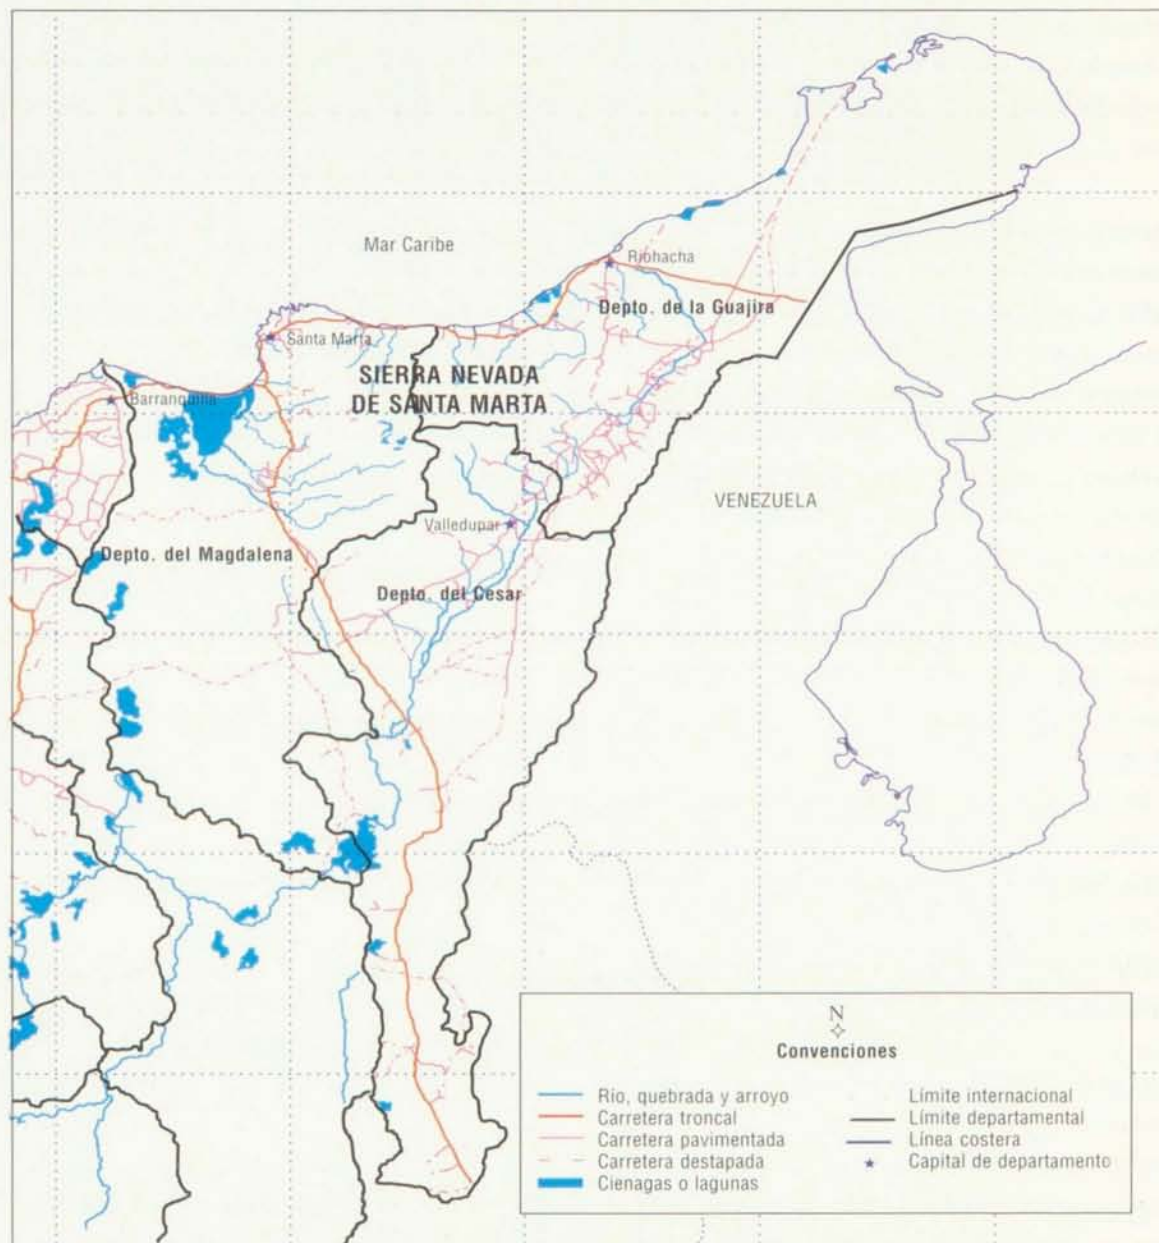 Mar Caribe
Riohacha
Depto. de la Guajira
Santa Marta
SIERRA NEVADA
DE SANTA MARTA
Barranquilla
VENEZUELA
Valledupar
Depto. del Magdalena
Depto. del Cesar
N
Convenciones
Río, quebrada y arroyo
Carretera troncal
Carretera pavimentada
Carretera destapada
Cienagas o lagunas
Límite internacional
Límite departamental
Línea costera
Capital de departamento